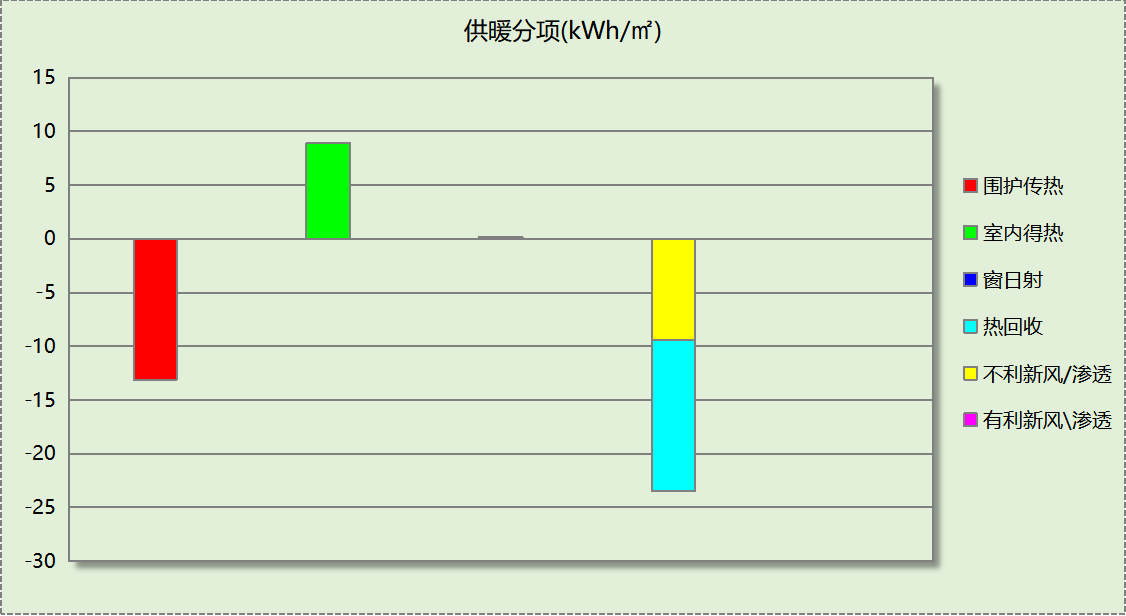 供暖分项(kWh/㎡)
15
10
5
0
-5
-10
-15
-20
-25
-30
围护传热
室内得热
窗日射
热回收
不利新风/渗透
有利新风\渗透